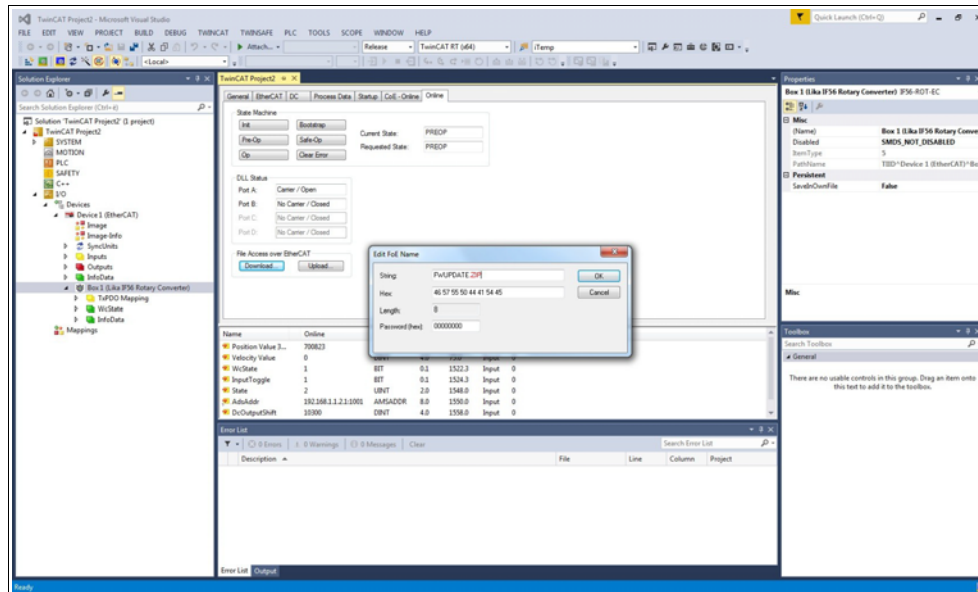 TwinCAT Project2 - Microsoft Visual Studio
Quick Launch (Ctrl+Q)
FILE EDIT VIEW PROJECT BUILD DEBUG TWINCAT TWINSAFE PLC TOOLS SCOPE WINDOW HELP
Attach...
Release
TwinCAT RT (x64)
iTemp
<Local>
Solution Explorer
Search Solution Explorer (Ctrl+è)
Solution 'TwinCAT Project2' (1 project)
TwinCAT Project2
SYSTEM
MOTION
PLC
SAFETY
C++
I/O
Devices
Device 1 (EtherCAT)
Image
Image-Info
SyncUnits
Inputs
Outputs
InfoData
Box 1 (Lika IF56 Rotary Converter)
TxPDO Mapping
WcState
InfoData
Mappings
TwinCAT Project2
General EtherCAT DC Process Data Startup CoE - Online Online
State Machine
Init Bootstrap
Pre-Op Safe-Op
Op Clear Error
Current State: PREOP
Requested State: PREOP
DLL Status
Port A: Carrier / Open
Port B: No Carrier / Closed
Port C: No Carrier / Closed
Port D: No Carrier / Closed
File Access over EtherCAT
Download... Upload...
Edit FoE Name
String: FWUPDATE.ZIP
OK
Hex: 46 57 55 50 44 41 54 45
Cancel
Length: 8
Password (hex): 00000000
Name Online
Position Value 3... 700823
Velocity Value 0
WcState 1 BIT 0.1 1522.3 Input 0
InputToggle 1 BIT 0.1 1524.3 Input 0
State 2 UINT 2.0 1548.0 Input 0
AdsAddr 192.168.1.1.2.1:1001 AMSADDR 8.0 1550.0 Input 0
DcOutputShift 10300 DINT 4.0 1558.0 Input 0
Error List
0 Errors 0 Warnings 0 Messages Clear
Search Error List
Description File Line Column Project
Error List Output
Properties
Box 1 (Lika IF56 Rotary Converter) IF56-ROT-EC
Misc
(Name) Box 1 (Lika IF56 Rotary Conve
Disabled SMDS_NOT_DISABLED
ItemType 5
PathName TIID^Device 1 (EtherCAT)^Bo
Persistent
SaveInOwnFile False
Misc
Toolbox
Search Toolbox
General
There are no usable controls in this group. Drag an item onto
this text to add it to the toolbox.
Ready